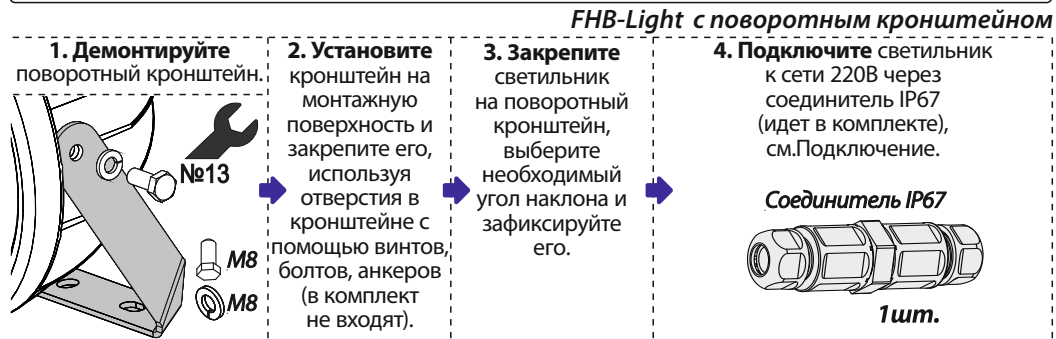 FHB-Light с поворотным кронштейном
1. Демонтируйте
поворотный кронштейн.
№13
М8
М8
2. Установите
кронштейн на
монтажную
поверхность и
закрепите его,
используя
отверстия в
кронштейне с
помощью винтов,
болтов, анкеров
(в комплект
не входят).
3. Закрепите
светильник
на поворотный
кронштейн,
выберите
необходимый
угол наклона и
зафиксируйте
его.
4. Подключите светильник
к сети 220В через
соединитель IP67
(идет в комплекте),
см.Подключение.
Соединитель IP67
1шт.